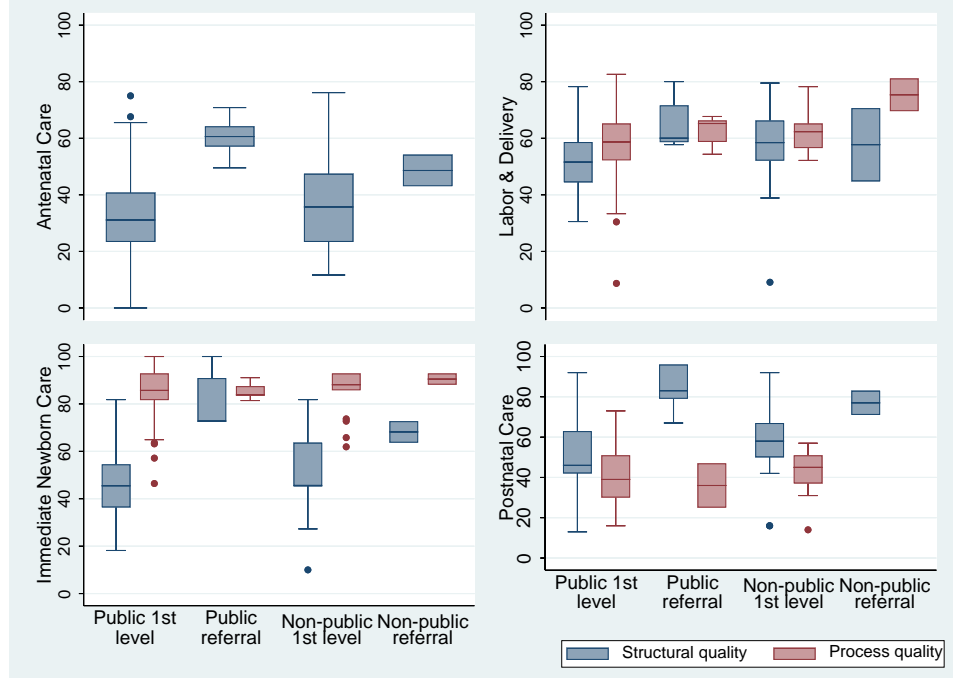 Antenatal Care
100
80
60
40
20
0
Labor & Delivery
100
80
60
40
20
0
Immediate Newborn Care
100
80
60
40
20
0
Public 1st
level
Public
referral
Non-public
1st level
Non-public
referral
Postnatal Care
100
80
60
40
20
0
Public 1st
level
Public
referral
Non-public
1st level
Non-public
referral
Structural quality
Process quality